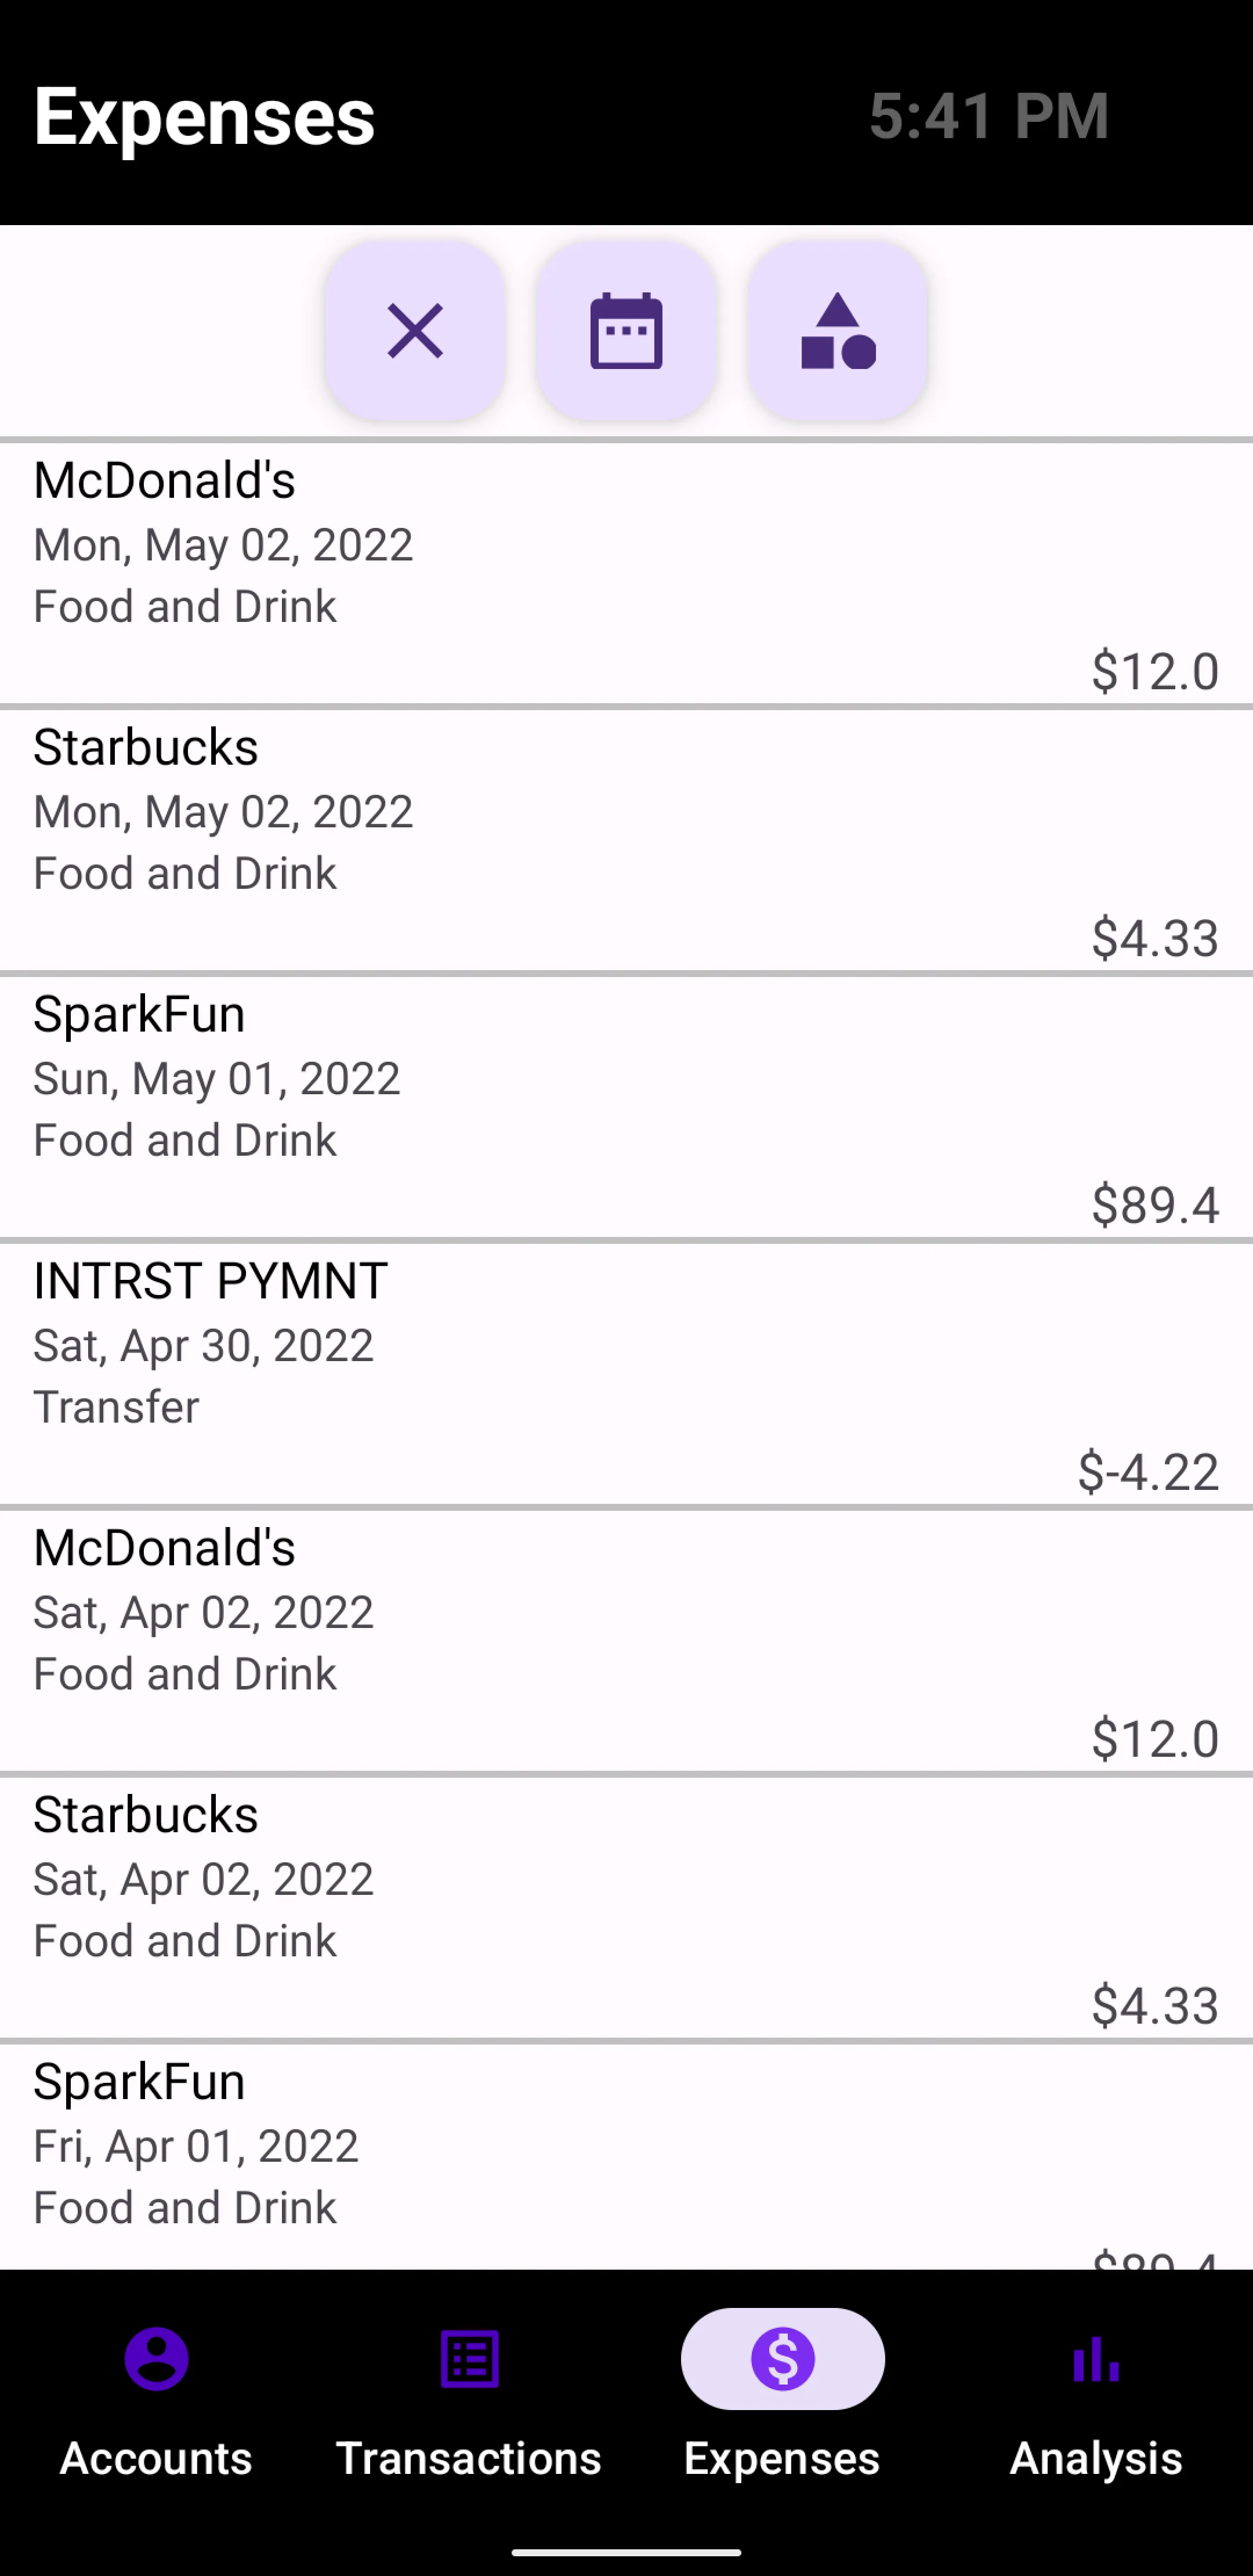 Expenses
5:41 PM
McDonald's
Mon, May 02, 2022
Food and Drink
$12.0
Starbucks
Mon, May 02, 2022
Food and Drink
$4.33
SparkFun
Sun, May 01, 2022
Food and Drink
$89.4
INTRST PYMNT
Sat, Apr 30, 2022
Transfer
$-4.22
McDonald's
Sat, Apr 02, 2022
Food and Drink
$12.0
Starbucks
Sat, Apr 02, 2022
Food and Drink
$4.33
SparkFun
Fri, Apr 01, 2022
Food and Drink
Accounts
Transactions
Expenses
Analysis